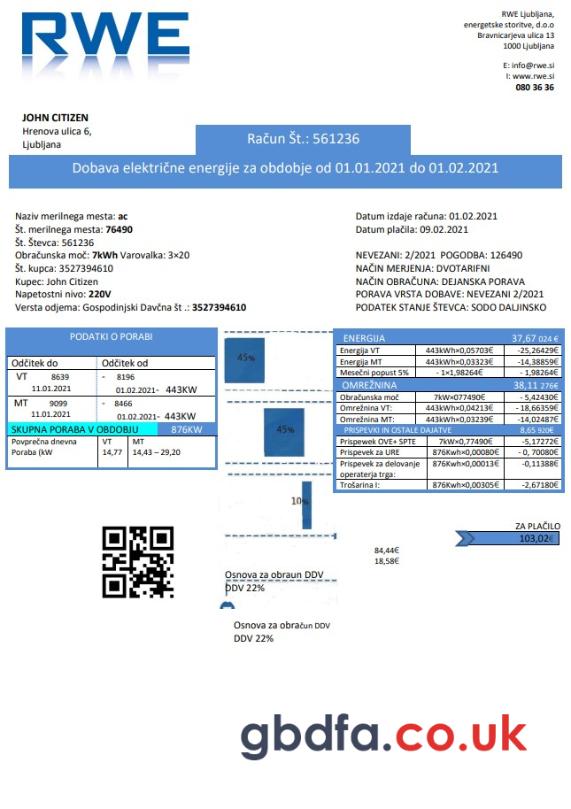 RWE
RWE Ljubljana,
energetske storitve, d.o.o
Bravnicarjeva ulica 13
1000 Ljubljana
E: info@rwe.si
I: www.rwe.si
080 36 36
JOHN CITIZEN
Hrenova ulica 6,
Ljubljana
Račun Št.: 561236
Dobava električne energije za obdobje od 01.01.2021 do 01.02.2021
Naziv merilnega mesta: ac
Št. merilnega mesta: 76490
Št. Števca: 561236
Obračunska moč: 7kWh Varovalka: 3×20
Št. kupca: 3527394610
Kupec: John Citizen
Napetostni nivo: 220V
Versta odjema: Gospodinjski Davčna št .: 3527394610
Datum izdaje računa: 01.02.2021
Datum plačila: 09.02.2021
NEVEZANI: 2/2021 POGODBA: 126490
NAČIN MERJENJA: DVOTARIFNI
NAČIN OBRAČUNA: DEJANSKA PORAVA
PORAVA VRSTA DOBAVE: NEVEZANI 2/2021
PODATEK STANJE ŠTEVCA: SODO DALJINSKO
PODATKI O PORABI
Odčitek do Odčitek od
VT 8639 - 8196
11.01.2021 01.02.2021- 443KW
MT 9099 - 8466
11.01.2021 01.02.2021- 443KW
SKUPNA PORABA V OBDOBJU 876KW
Povprečna dnevna VT MT
Poraba (kW 14,77 14,43 – 29,20
45%
45%
10%
ENERGIJA 37,67 024 €
Energija VT 443kWh×0,05703€ -25,26429€
Energija MT 443kWh×0,03238€ -14,38859€
Mesečni popust 5% - 1×1,98264€ - 1,98264€
OMREŽNINA 38,11 276€
Obračunska moč 7kW×077490€ - 5,42430€
Omrežnina VT: 443kWh×0,04213€ -18,66359€
Omrežnina MT: 443kWh×0,03239€ -14,02487€
PRISPEVKI IN OSTALE DAJATVE 8,65 920€
Prispewek OVE+ SPTE 7kW×0,77490€ -5,17272€
Prispevek za URE 876Kwh×0,00080€ -0, 70080€
Prispevek za delovanje 876Kwh×0,00013€ -0,11388€
operaterja trga:
Trošarina I: 876Kwh×0,00305€ -2,67180€
ZA PLAČILO
103,02€
84,44€
18,58€
Osnova za obraun DDV
DDV 22%
Osnova za obračun DDV
DDV 22%
gbdfa.co.uk